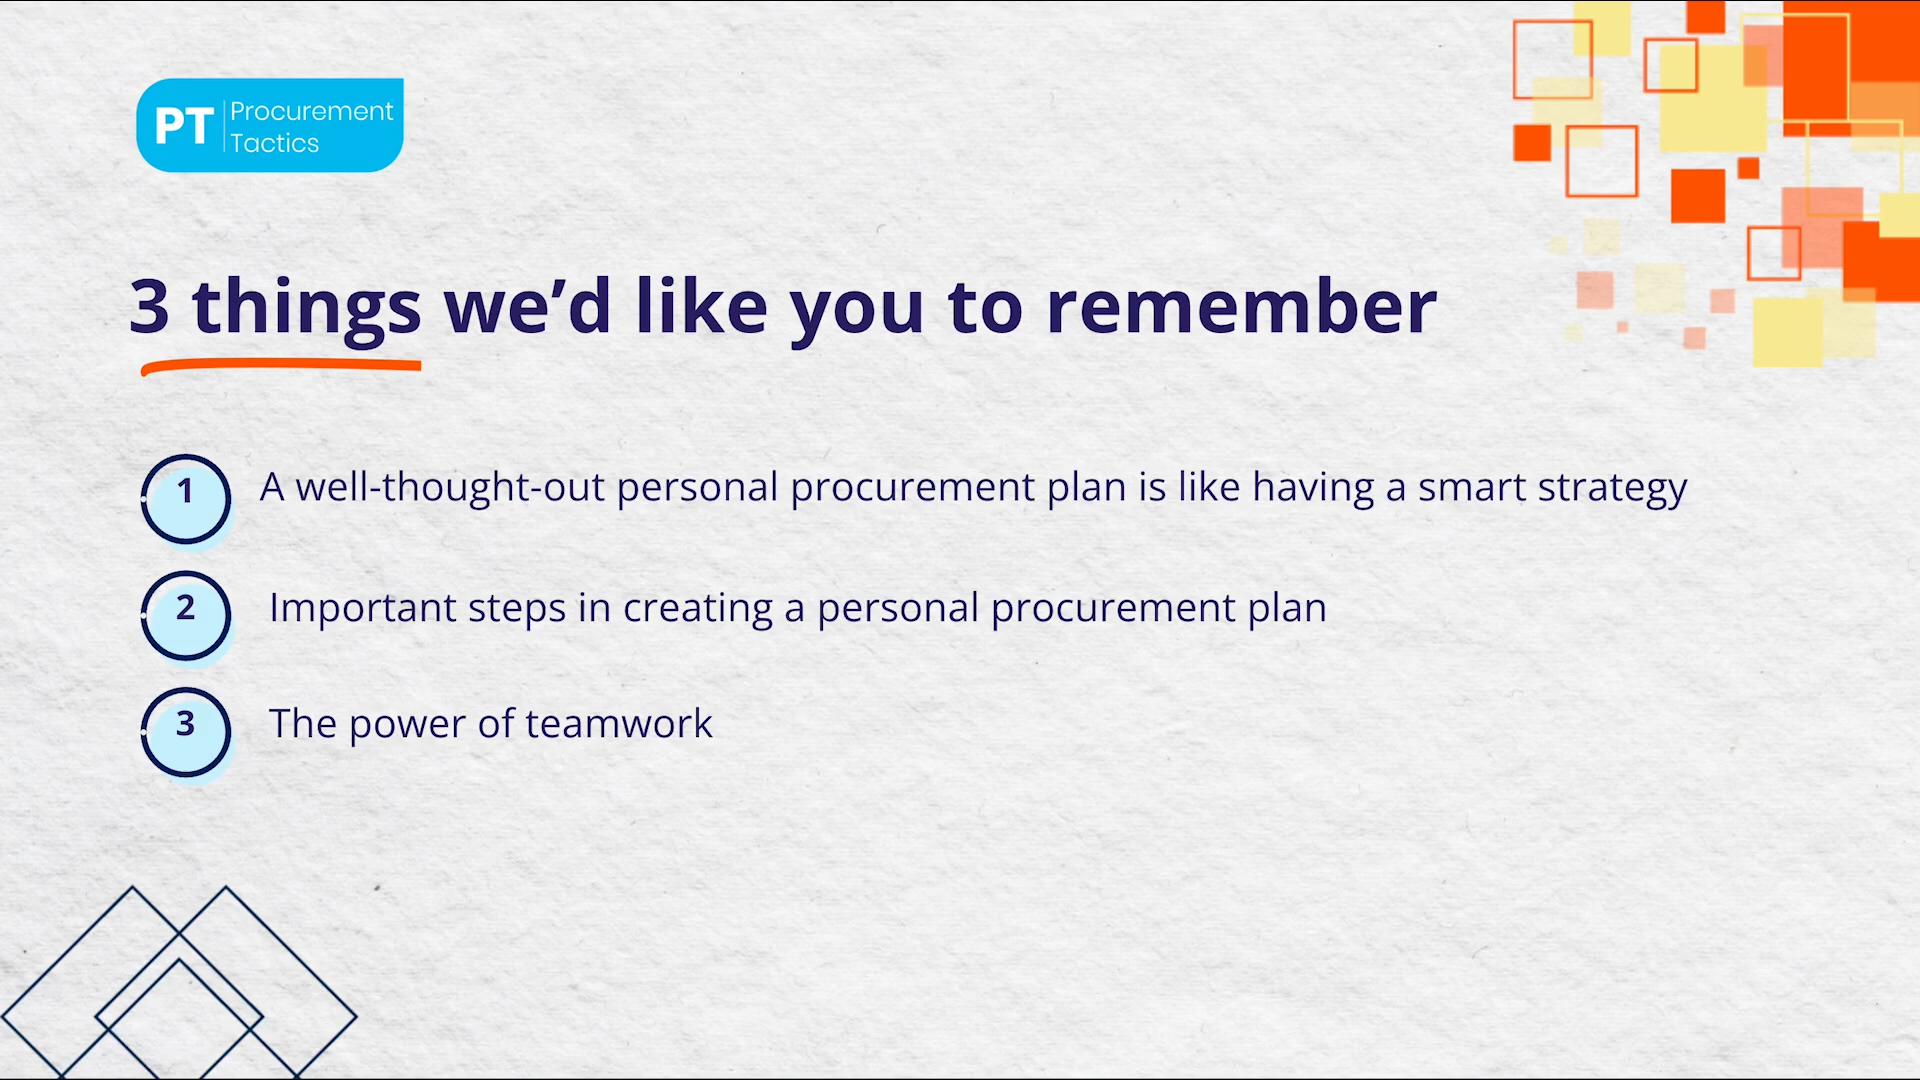 PT Procurement
Tactics
3 things we’d like you to remember
1 A well-thought-out personal procurement plan is like having a smart strategy
2 Important steps in creating a personal procurement plan
3 The power of teamwork